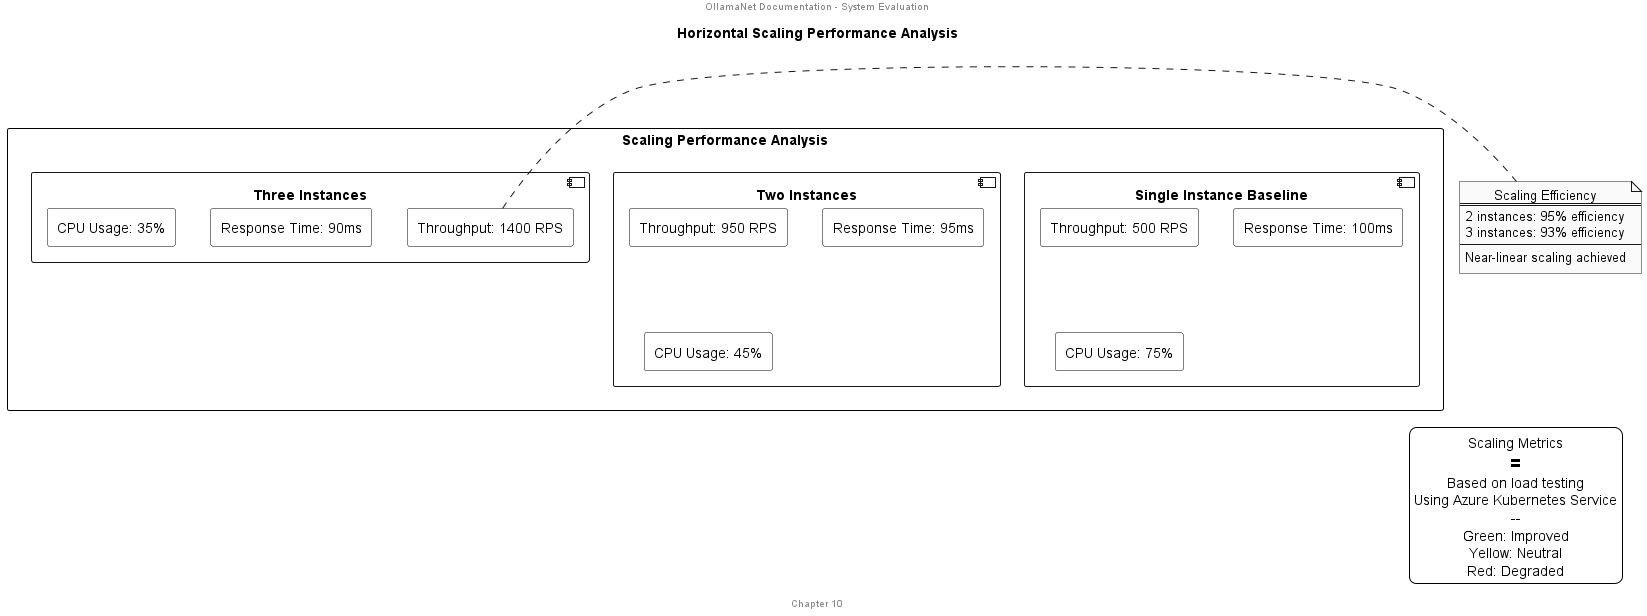 OllamaNet Documentation - System Evaluation
Horizontal Scaling Performance Analysis
Scaling Performance Analysis
Three Instances
CPU Usage: 35%
Response Time: 90ms
Throughput: 1400 RPS
Two Instances
Throughput: 950 RPS
Response Time: 95ms
CPU Usage: 45%
Single Instance Baseline
Throughput: 500 RPS
Response Time: 100ms
CPU Usage: 75%
Scaling Efficiency
2 instances: 95% efficiency
3 instances: 93% efficiency
Near-linear scaling achieved
Scaling Metrics
=
Based on load testing
Using Azure Kubernetes Service
--
Green: Improved
Yellow: Neutral
Red: Degraded
Chapter 10